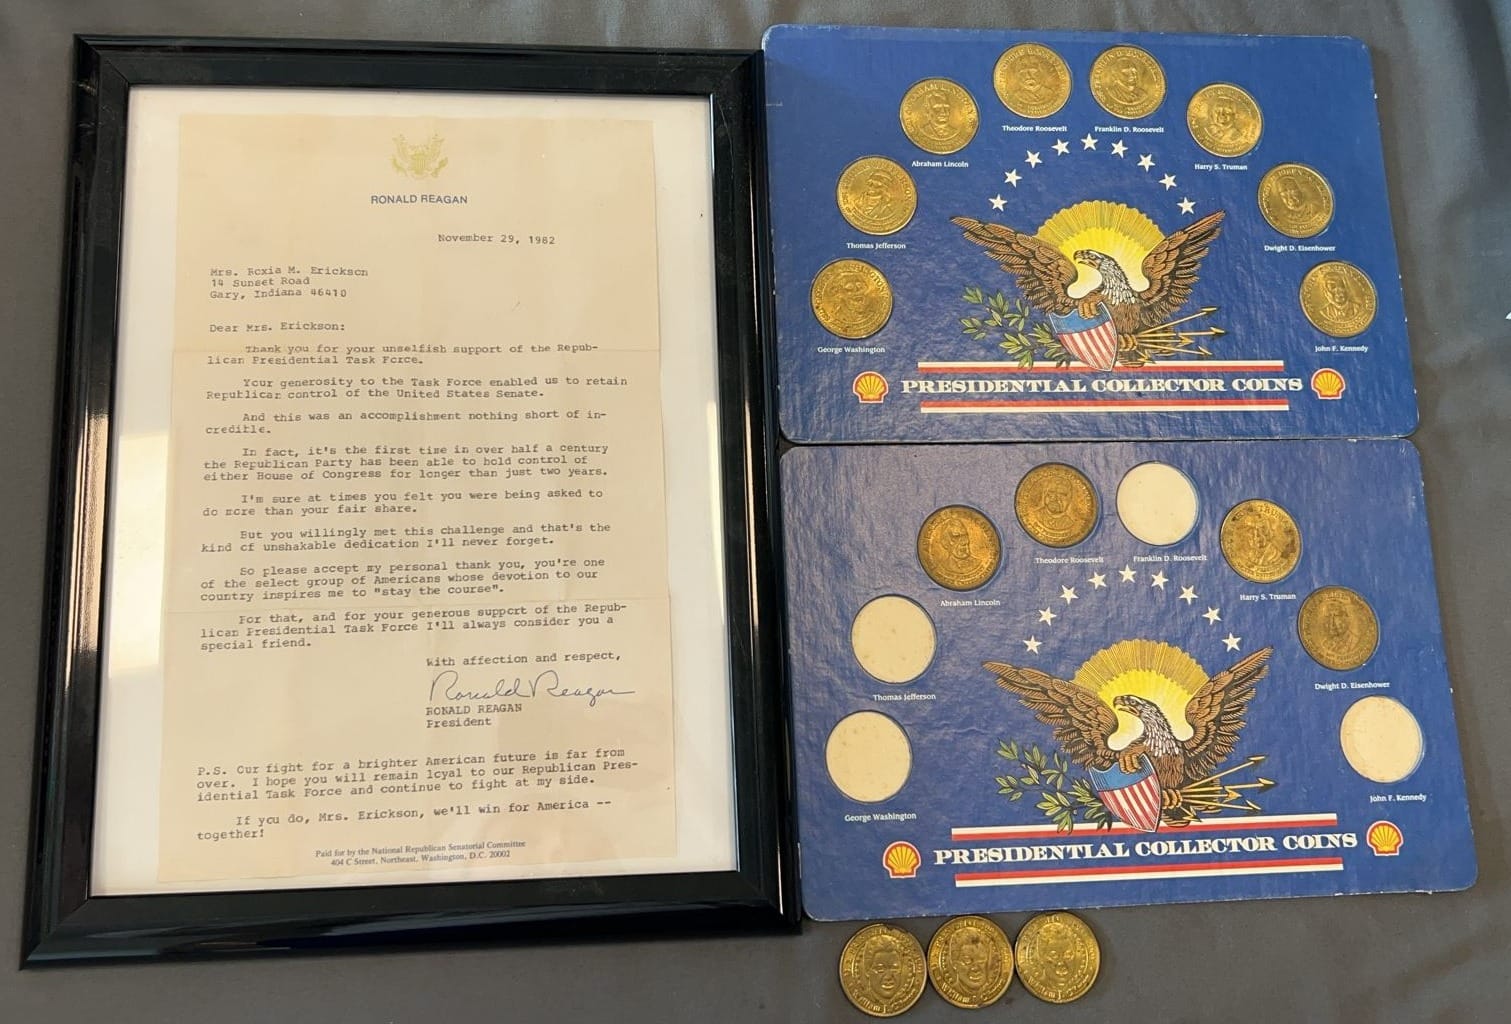 RONALD REAGAN
November 29, 1982
Mrs. Roxia M. Erickson
14 Sunset Road
Gary, Indiana 46410
Dear Mrs. Erickson:
Thank you for your unselfish support of the Repub-
lican Presidential Task Force.
Your generosity to the Task Force enabled us to retain
Republican control of the United States Senate.
And this was an accomplishment nothing short of in-
credible.
In fact, it's the first time in over half a century
the Republican Party has been able to hold control of
either House of Congress for longer than just two years.
I'm sure at times you felt you were being asked to
do more than your fair share.
But you willingly met this challenge and that's the
kind of unshakable dedication I'll never forget.
So please accept my personal thank you, you're one
of the select group of Americans whose devotion to our
country inspires me to "stay the course".
For that, and for your generous support of the Repub-
lican Presidential Task Force I'll always consider you a
special friend.
With affection and respect,
Ronald Reagan
RONALD REAGAN
President
P.S. Our fight for a brighter American future is far from
over. I hope you will remain loyal to our Republican Pres-
idential Task Force and continue to fight at my side.
If you do, Mrs. Erickson, we'll win for America --
together!
Paid for by the National Republican Senatorial Committee
404 C Street, Northeast, Washington, D.C. 20002
Theodore Roosevelt
Franklin D. Roosevelt
Abraham Lincoln
Harry S. Truman
Thomas Jefferson
Dwight D. Eisenhower
George Washington
John F. Kennedy
PRESIDENTIAL COLLECTOR COINS
Theodore Roosevelt
Franklin D. Roosevelt
Abraham Lincoln
Harry S. Truman
Thomas Jefferson
Dwight D. Eisenhower
George Washington
John F. Kennedy
PRESIDENTIAL COLLECTOR COINS